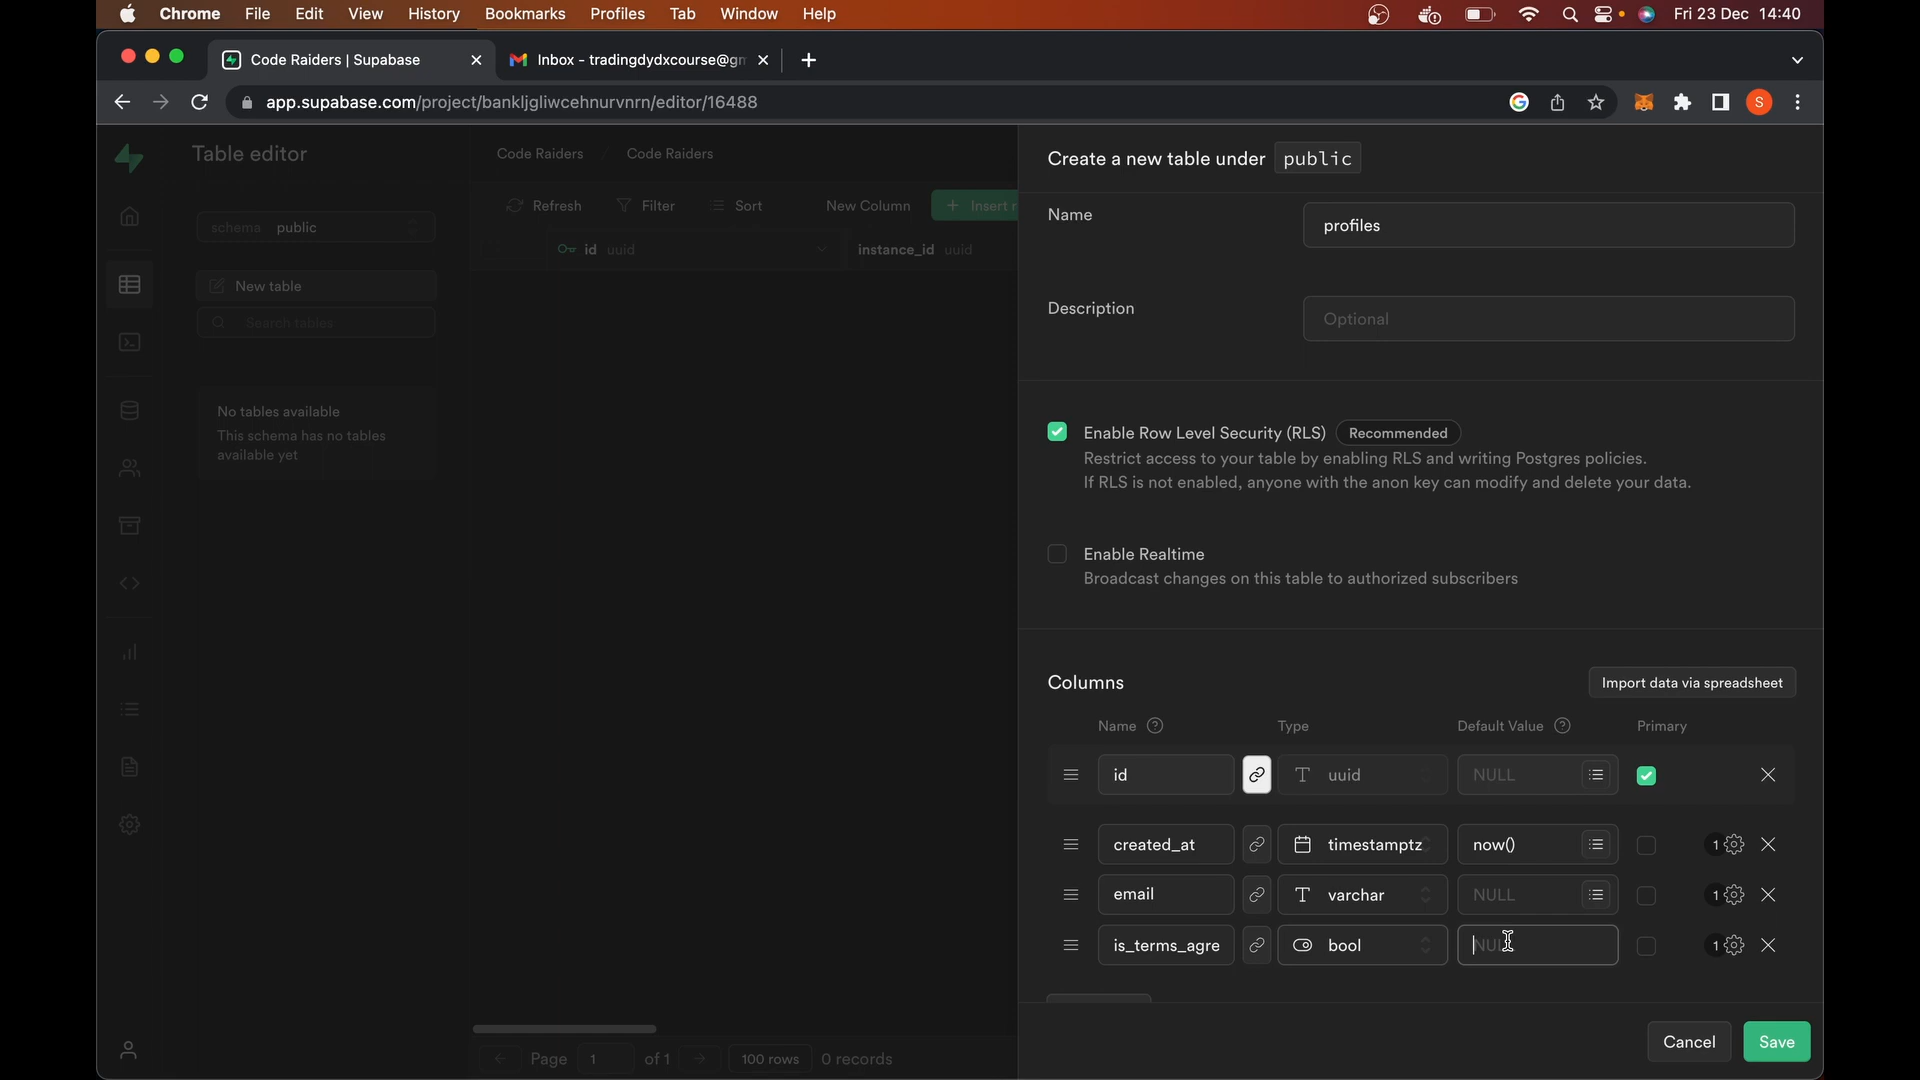 Chrome File Edit View History Bookmarks Profiles Tab Window Help Fri 23 Dec 14:40
Code Raiders | Supabase Inbox - tradingdydxcourse@gm
app.supabase.com/project/bankljgliwcehnurvnrn/editor/16488 S
Table editor Code Raiders / Code Raiders Create a new table under public
schema public Refresh Filter Sort New Column + Insert r
id uuid instance_id uuid
New table
Search tables
No tables available
This schema has no tables
available yet
Name profiles
Description Optional
Enable Row Level Security (RLS) Recommended
Restrict access to your table by enabling RLS and writing Postgres policies.
If RLS is not enabled, anyone with the anon key can modify and delete your data.
Enable Realtime
Broadcast changes on this table to authorized subscribers
Columns Import data via spreadsheet
Name Type Default Value Primary
id T uuid NULL
created_at timestamptz now() 1
email T varchar NULL 1
is_terms_agre bool NULL 1
Page 1 of 1 100 rows 0 records Cancel Save